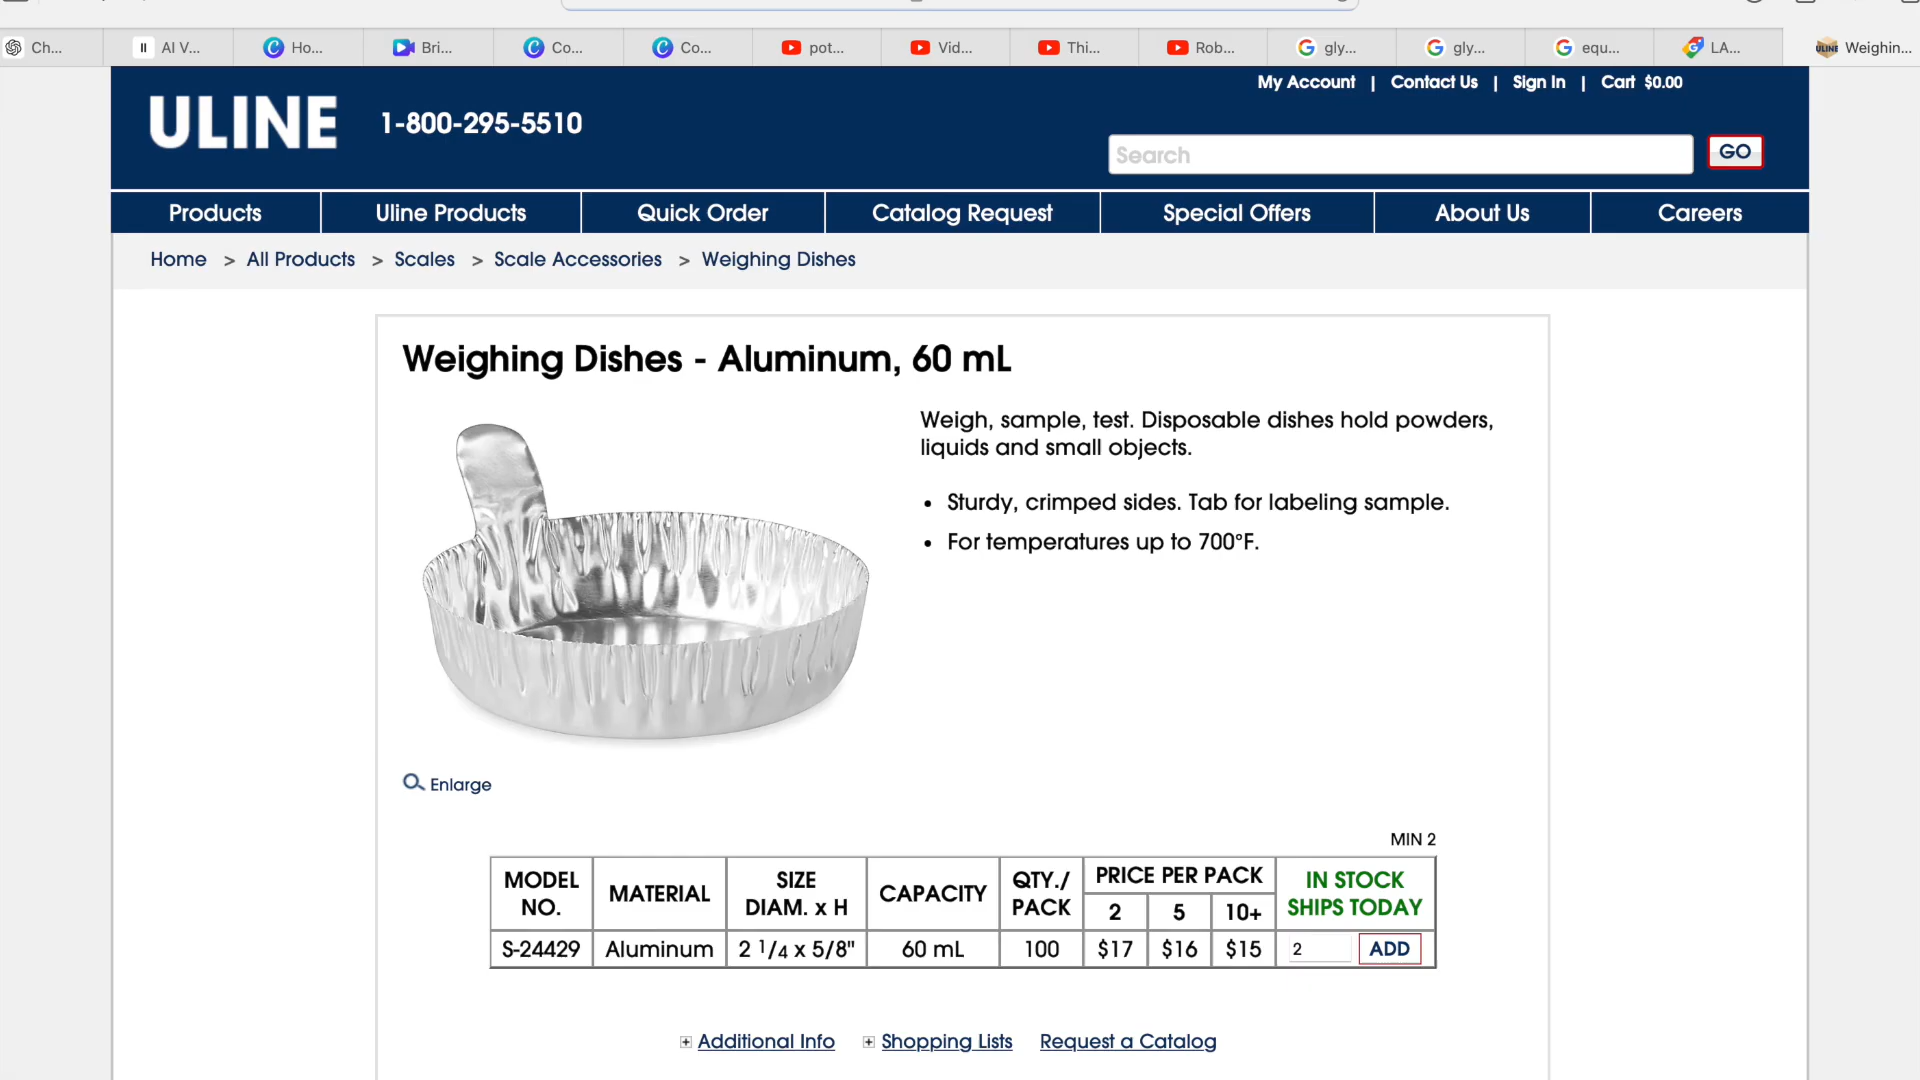 Ch...
AI V...
Ho...
Bri...
Co...
Co...
pot...
Vid...
Thi...
Rob...
gly...
gly...
equ...
LA...
ULINE Weighin...
My Account | Contact Us | Sign In | Cart $0.00
ULINE 1-800-295-5510
Search GO
Products Uline Products Quick Order Catalog Request Special Offers About Us Careers
Home > All Products > Scales > Scale Accessories > Weighing Dishes
Weighing Dishes - Aluminum, 60 mL
Weigh, sample, test. Disposable dishes hold powders,
liquids and small objects.
• Sturdy, crimped sides. Tab for labeling sample.
• For temperatures up to 700°F.
Enlarge
MIN 2
MODEL NO. MATERIAL SIZE DIAM. x H CAPACITY QTY./ PACK PRICE PER PACK IN STOCK SHIPS TODAY
2 5 10+
S-24429 Aluminum 2 1/4 x 5/8" 60 mL 100 $17 $16 $15 2 ADD
Additional Info Shopping Lists Request a Catalog